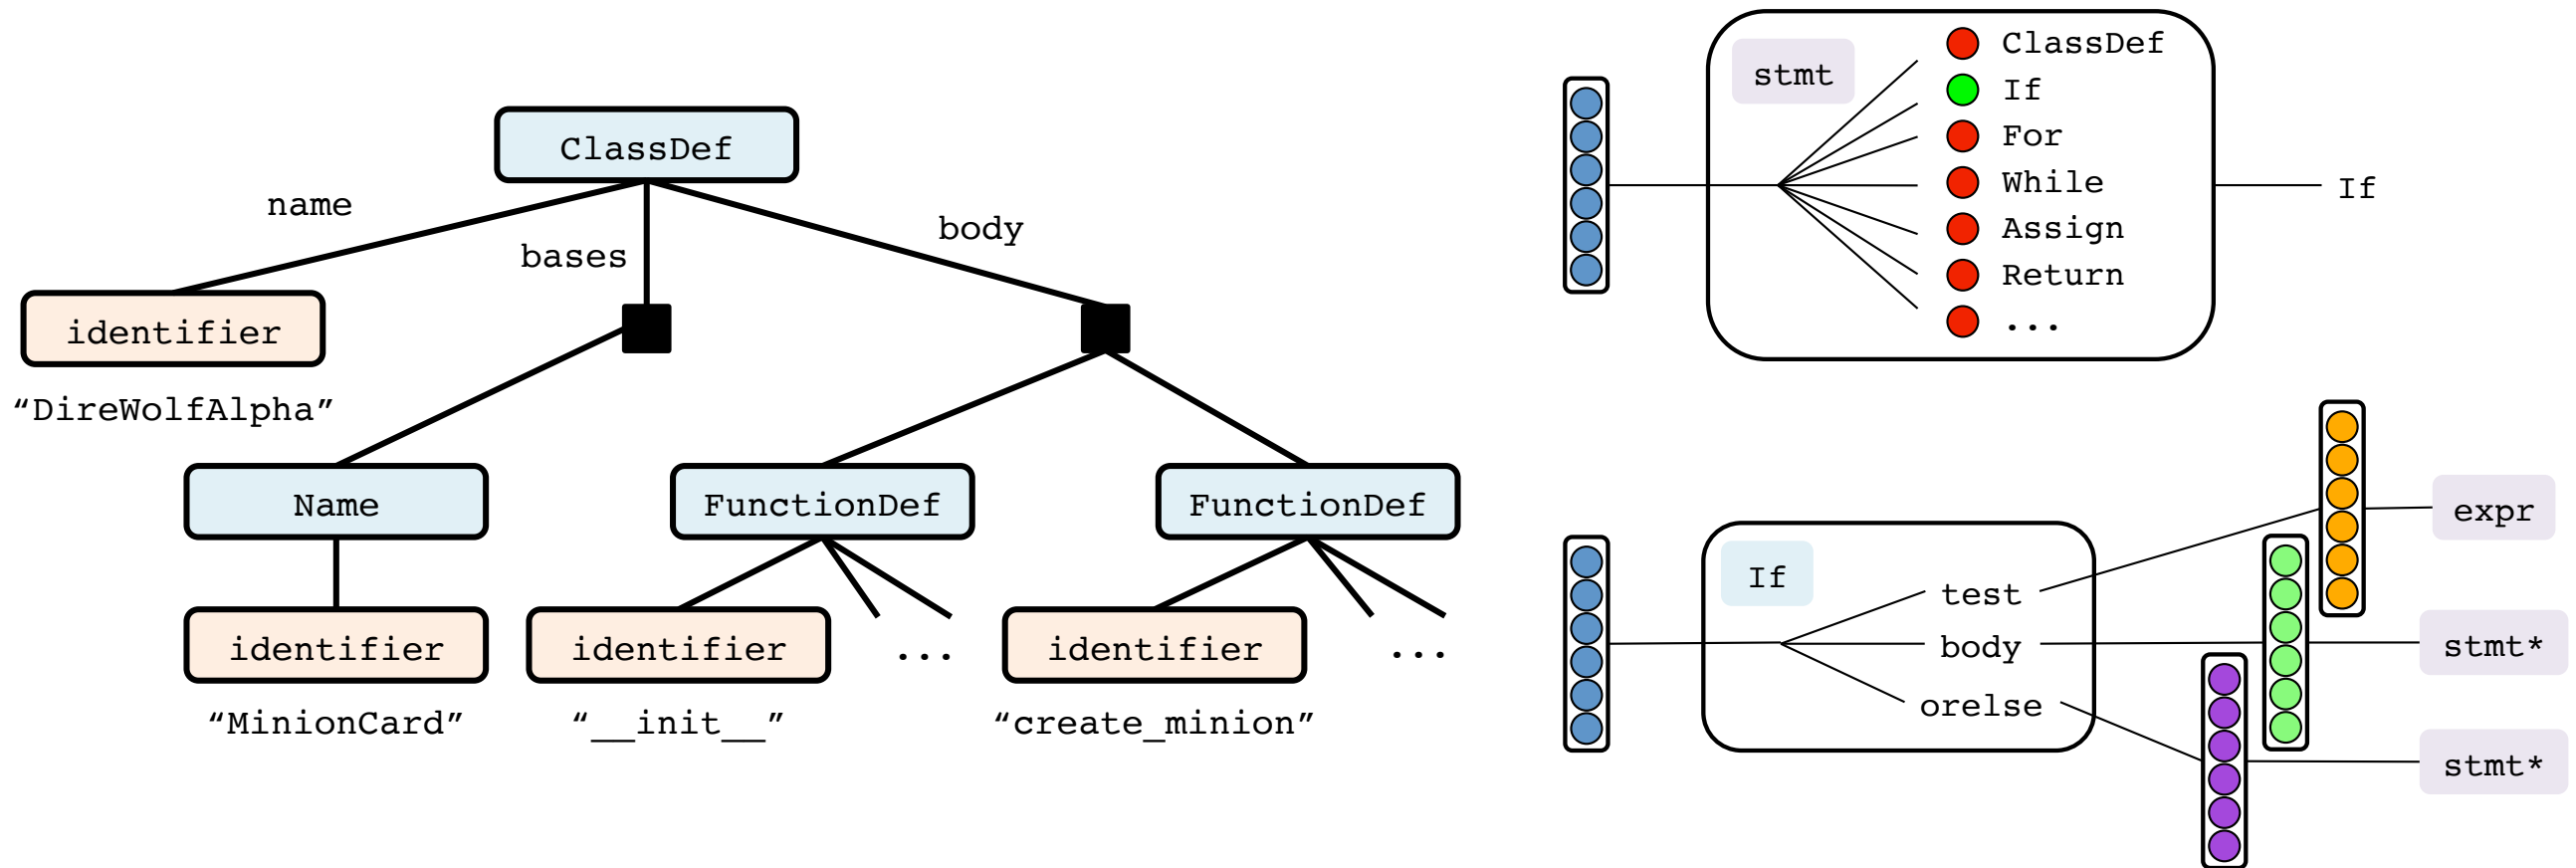 ClassDef
name
bases
body
identifier
“DireWolfAlpha”
Name
FunctionDef
FunctionDef
identifier
identifier
...
identifier
...
“MinionCard”
“__init__”
“create_minion”
stmt
ClassDef
If
For
While
Assign
Return
...
If
If
test
body
orelse
expr
stmt*
stmt*